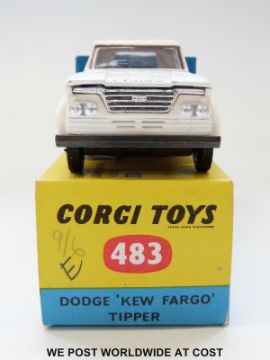 CORGI TOYS
483
9/6
E
DODGE 'KEW FARGO'
TIPPER
WE POST WORLDWIDE AT COST